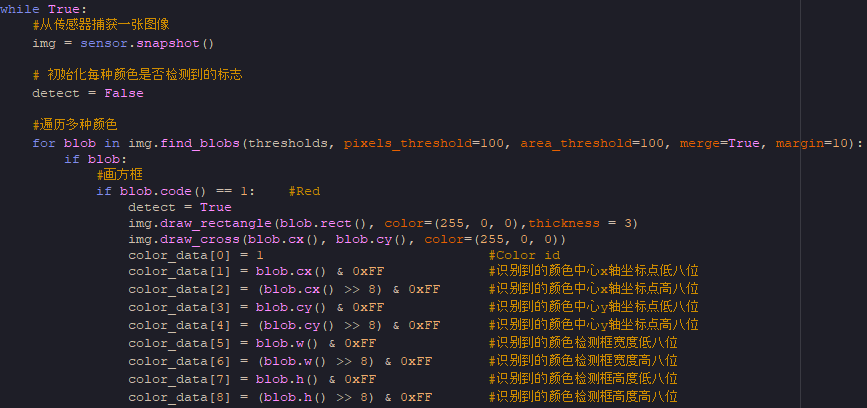 while True:
#从传感器捕获一张图像
img = sensor.snapshot()
# 初始化每种颜色是否检测到的标志
detect = False
#遍历多种颜色
for blob in img.find_blobs(thresholds, pixels_threshold=100, area_threshold=100, merge=True, margin=10):
if blob:
#画方框
if blob.code() == 1: #Red
detect = True
img.draw_rectangle(blob.rect(), color=(255, 0, 0),thickness = 3)
img.draw_cross(blob.cx(), blob.cy(), color=(255, 0, 0))
color_data[0] = 1 #Color id
color_data[1] = blob.cx() & 0xFF #识别到的颜色中心x轴坐标点低八位
color_data[2] = (blob.cx() >> 8) & 0xFF #识别到的颜色中心x轴坐标点高八位
color_data[3] = blob.cy() & 0xFF #识别到的颜色中心y轴坐标点低八位
color_data[4] = (blob.cy() >> 8) & 0xFF #识别到的颜色中心y轴坐标点高八位
color_data[5] = blob.w() & 0xFF #识别到的颜色检测框宽度低八位
color_data[6] = (blob.w() >> 8) & 0xFF #识别到的颜色检测框宽度高八位
color_data[7] = blob.h() & 0xFF #识别到的颜色检测框高度低八位
color_data[8] = (blob.h() >> 8) & 0xFF #识别到的颜色检测框高度高八位